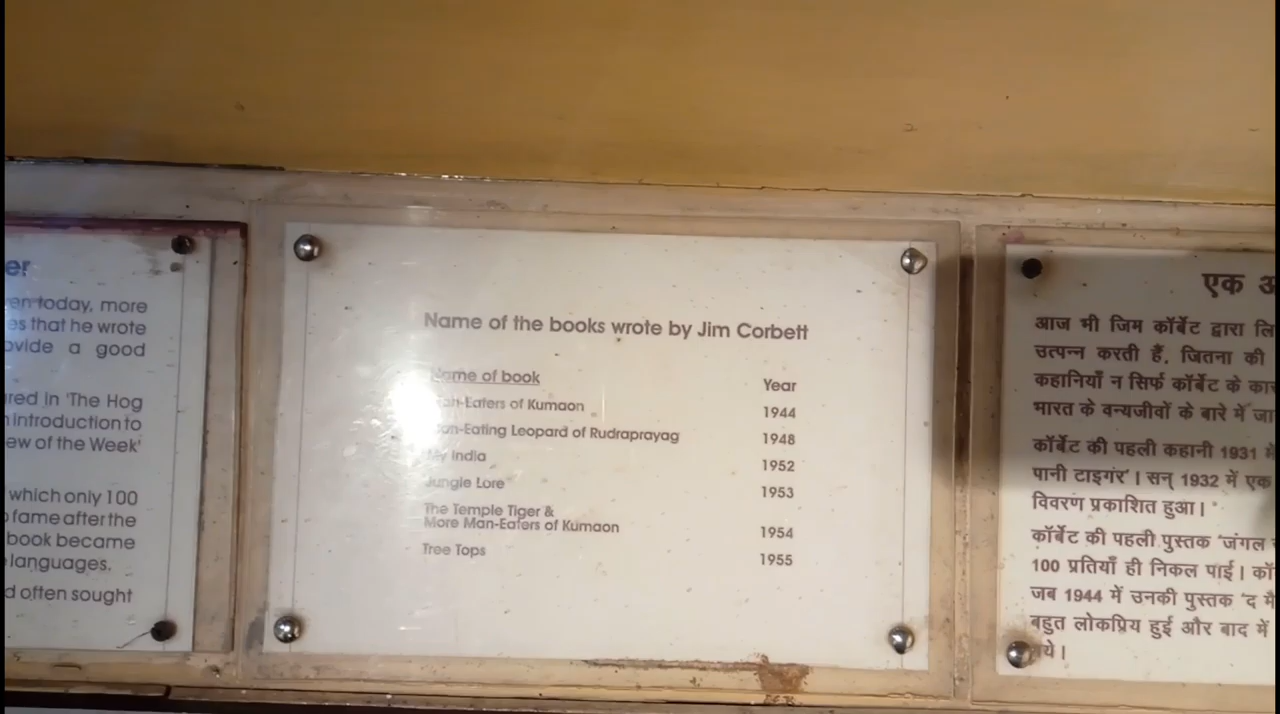 er
en today, more
es that he wrote
ovide a good
red in 'The Hog
introduction to
ew of the Week'
which only 100
fame after the
book became
languages.
d often sought
Name of the books wrote by Jim Corbett
Name of book Year
Man-Eaters of Kumaon 1944
Man-Eating Leopard of Rudraprayag 1948
My India 1952
Jungle Lore 1953
The Temple Tiger &
More Man-Eaters of Kumaon 1954
Tree Tops 1955
एक अ
आज भी जिम कॉर्बेट द्वारा लि
उत्पन्न करती हैं, जितना की
कहानियाँ न सिर्फ कॉर्बेट के का
भारत के वन्यजीवों के बारे में जा
कॉर्बेट की पहली कहानी 1931 में
पानी टाइगर'। सन् 1932 में एक
विवरण प्रकाशित हुआ।
कॉर्बेट की पहली पुस्तक 'जंगल
100 प्रतियाँ ही निकल पाई। कॉ
जब 1944 में उनकी पुस्तक 'द मै
बहुत लोकप्रिय हुई और बाद में
गये।